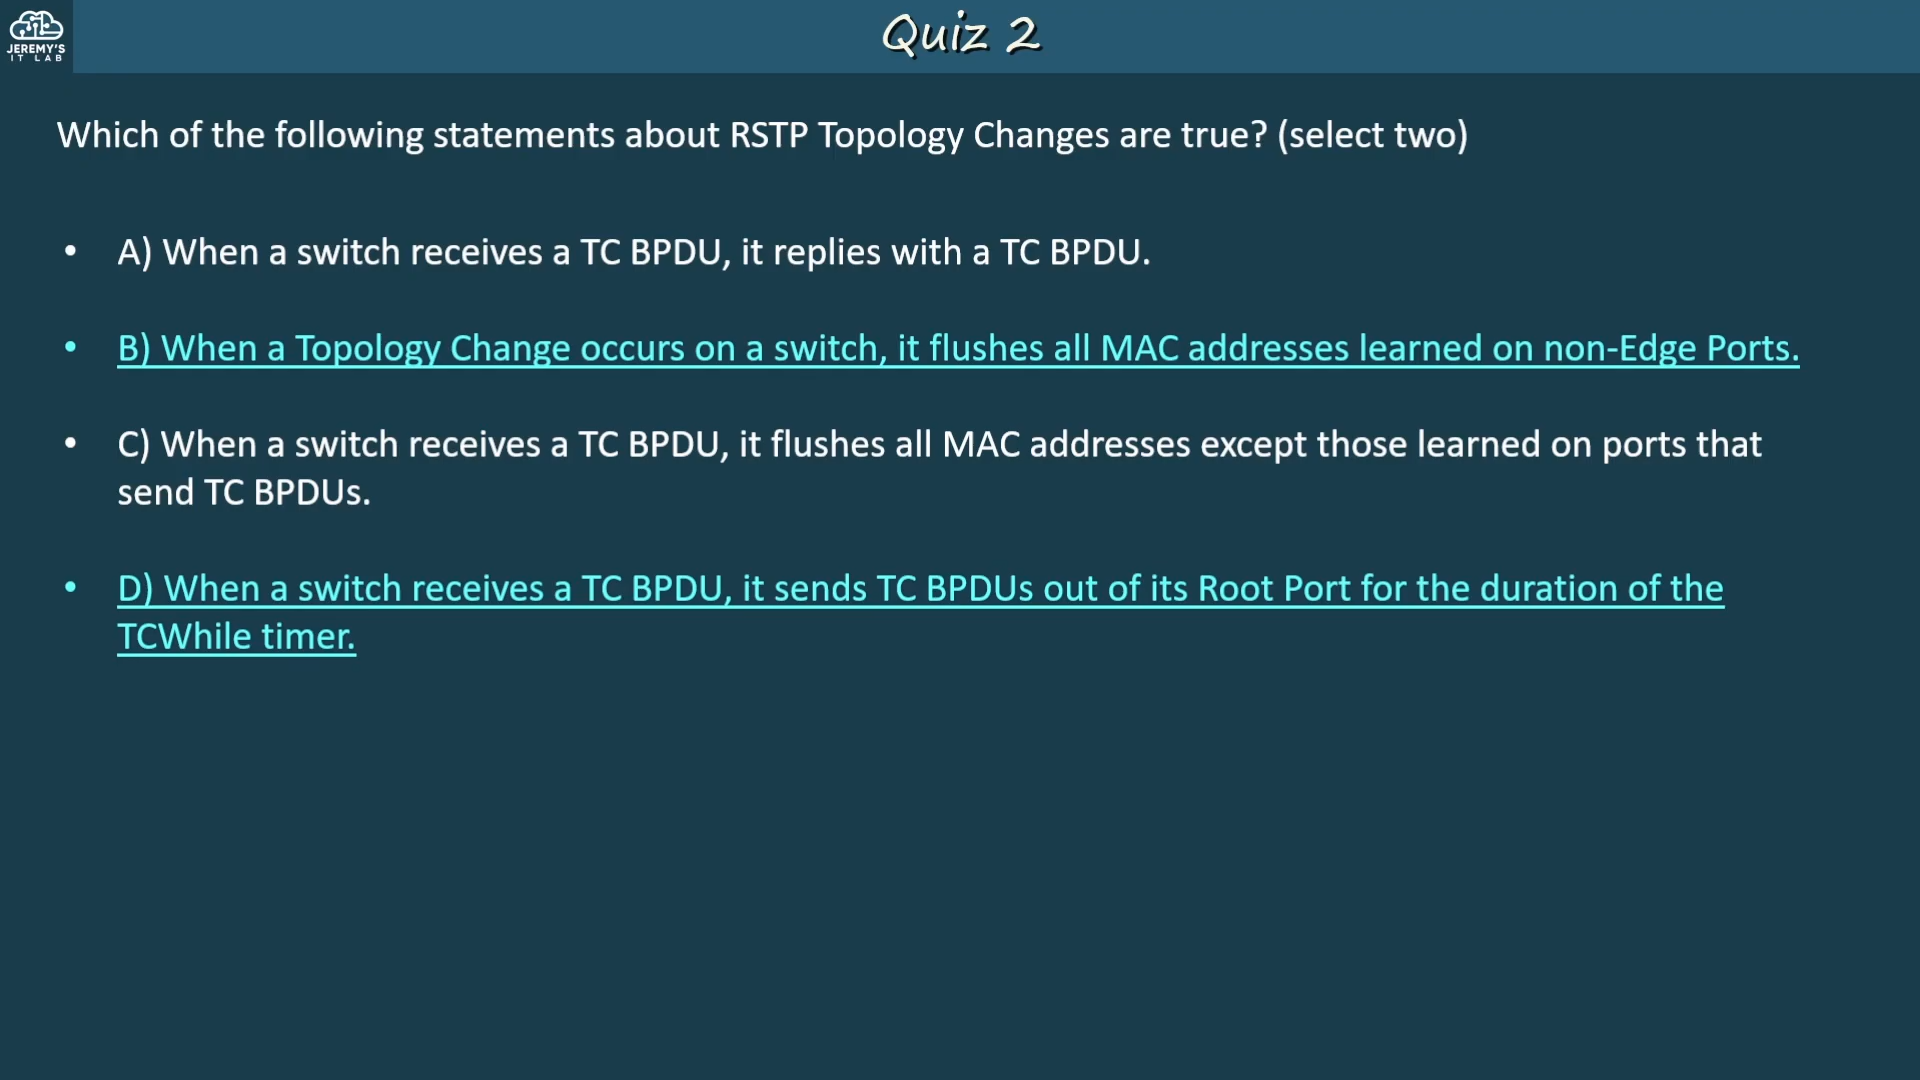 JEREMY'S
IT LAB
Quiz 2
Which of the following statements about RSTP Topology Changes are true? (select two)
• A) When a switch receives a TC BPDU, it replies with a TC BPDU.
• B) When a Topology Change occurs on a switch, it flushes all MAC addresses learned on non-Edge Ports.
• C) When a switch receives a TC BPDU, it flushes all MAC addresses except those learned on ports that
send TC BPDUs.
• D) When a switch receives a TC BPDU, it sends TC BPDUs out of its Root Port for the duration of the
TCWhile timer.